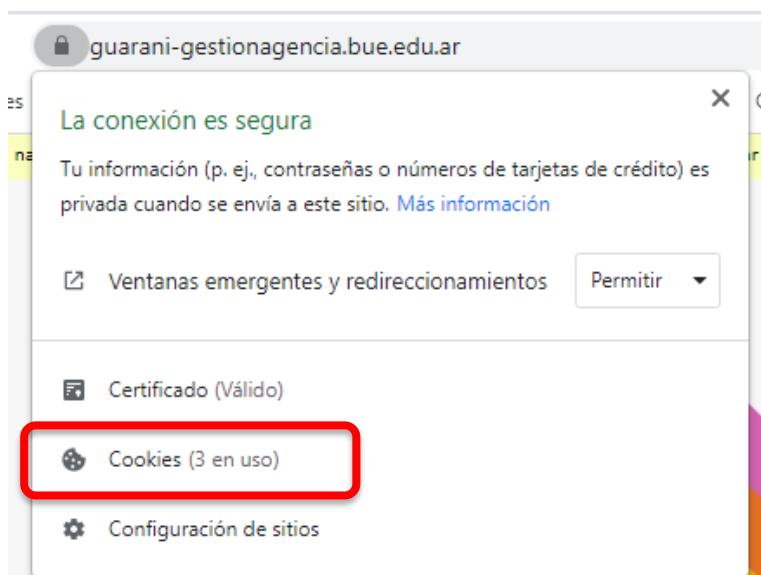 guarani-gestionagencia.bue.edu.ar
es
La conexión es segura
na
Tu información (p. ej., contraseñas o números de tarjetas de crédito) es
privada cuando se envía a este sitio. Más información
Ventanas emergentes y redireccionamientos Permitir
Certificado (Válido)
Cookies (3 en uso)
Configuración de sitios